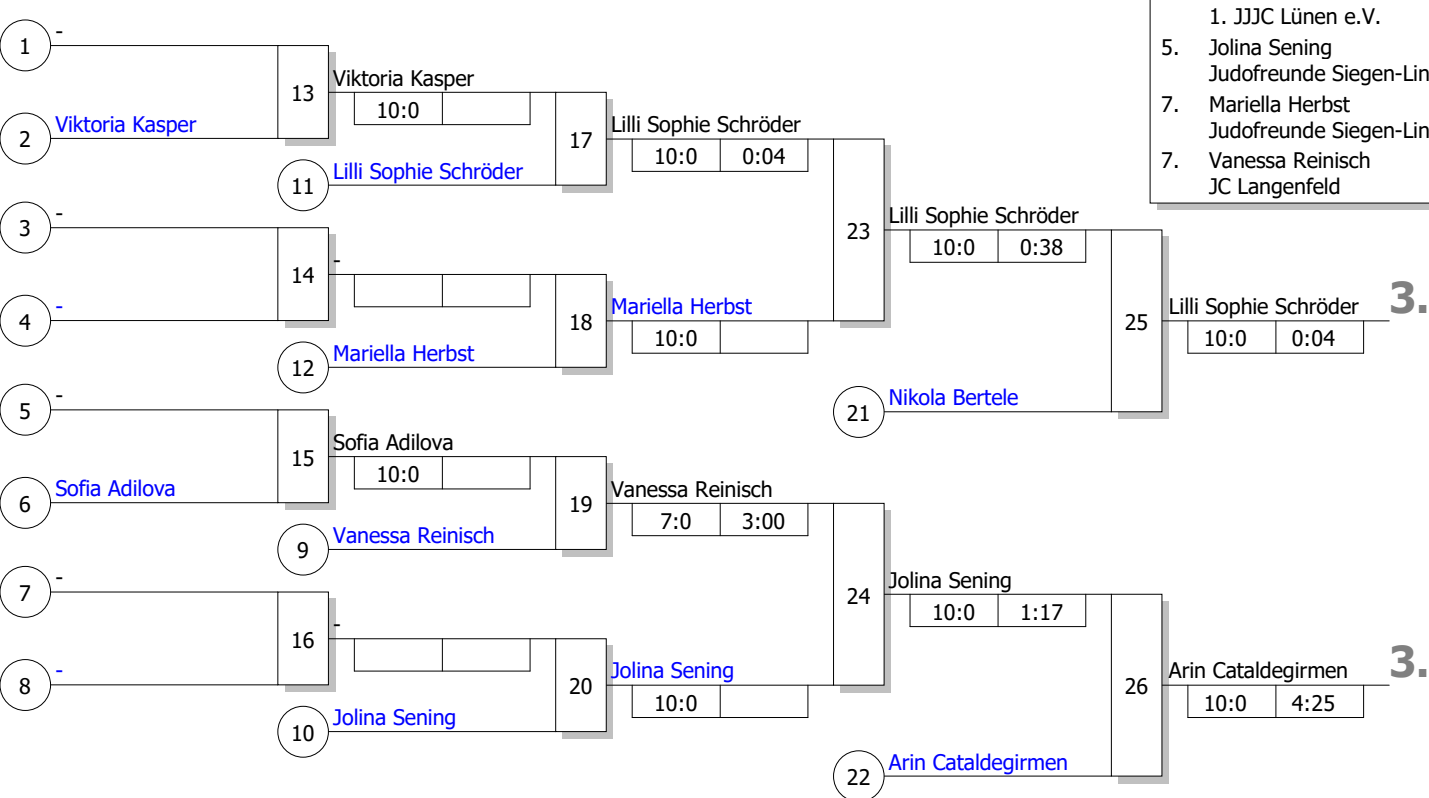 1. JJJC Lünen e.V.
5. Jolina Sening
Judofreunde Siegen-Lin
7. Mariella Herbst
Judofreunde Siegen-Lin
7. Vanessa Reinisch
JC Langenfeld
1 -
13 Viktoria Kasper
10:0
2 Viktoria Kasper
17 Lilli Sophie Schröder
10:0 0:04
11 Lilli Sophie Schröder
3 -
23 Lilli Sophie Schröder
10:0 0:38
14 -
4 -
18 Mariella Herbst
10:0
12 Mariella Herbst
25 Lilli Sophie Schröder 3.
10:0 0:04
5 -
21 Nikola Bertele
15 Sofia Adilova
10:0
6 Sofia Adilova
19 Vanessa Reinisch
7:0 3:00
9 Vanessa Reinisch
7 -
24 Jolina Sening
10:0 1:17
16 -
8 -
20 Jolina Sening
10:0
10 Jolina Sening
26 Arin Cataldegirmen 3.
10:0 4:25
22 Arin Cataldegirmen